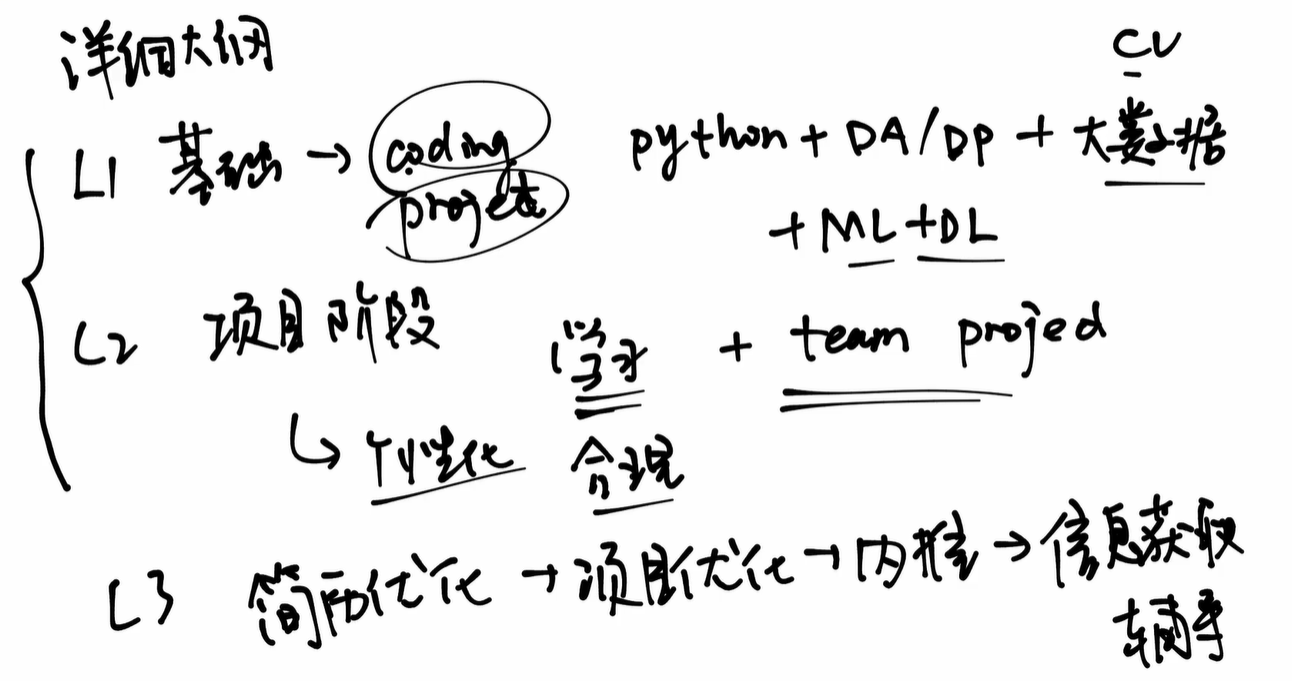 详细大纲
CV
L1 基础 → coding python + DA/DP + 大数据
project + ML + DL
L2 项目阶段 学习 + team project
↳ 个性化 合理
L3 简历优化 → 项目优化 → 内推 → 信息获取
辅导